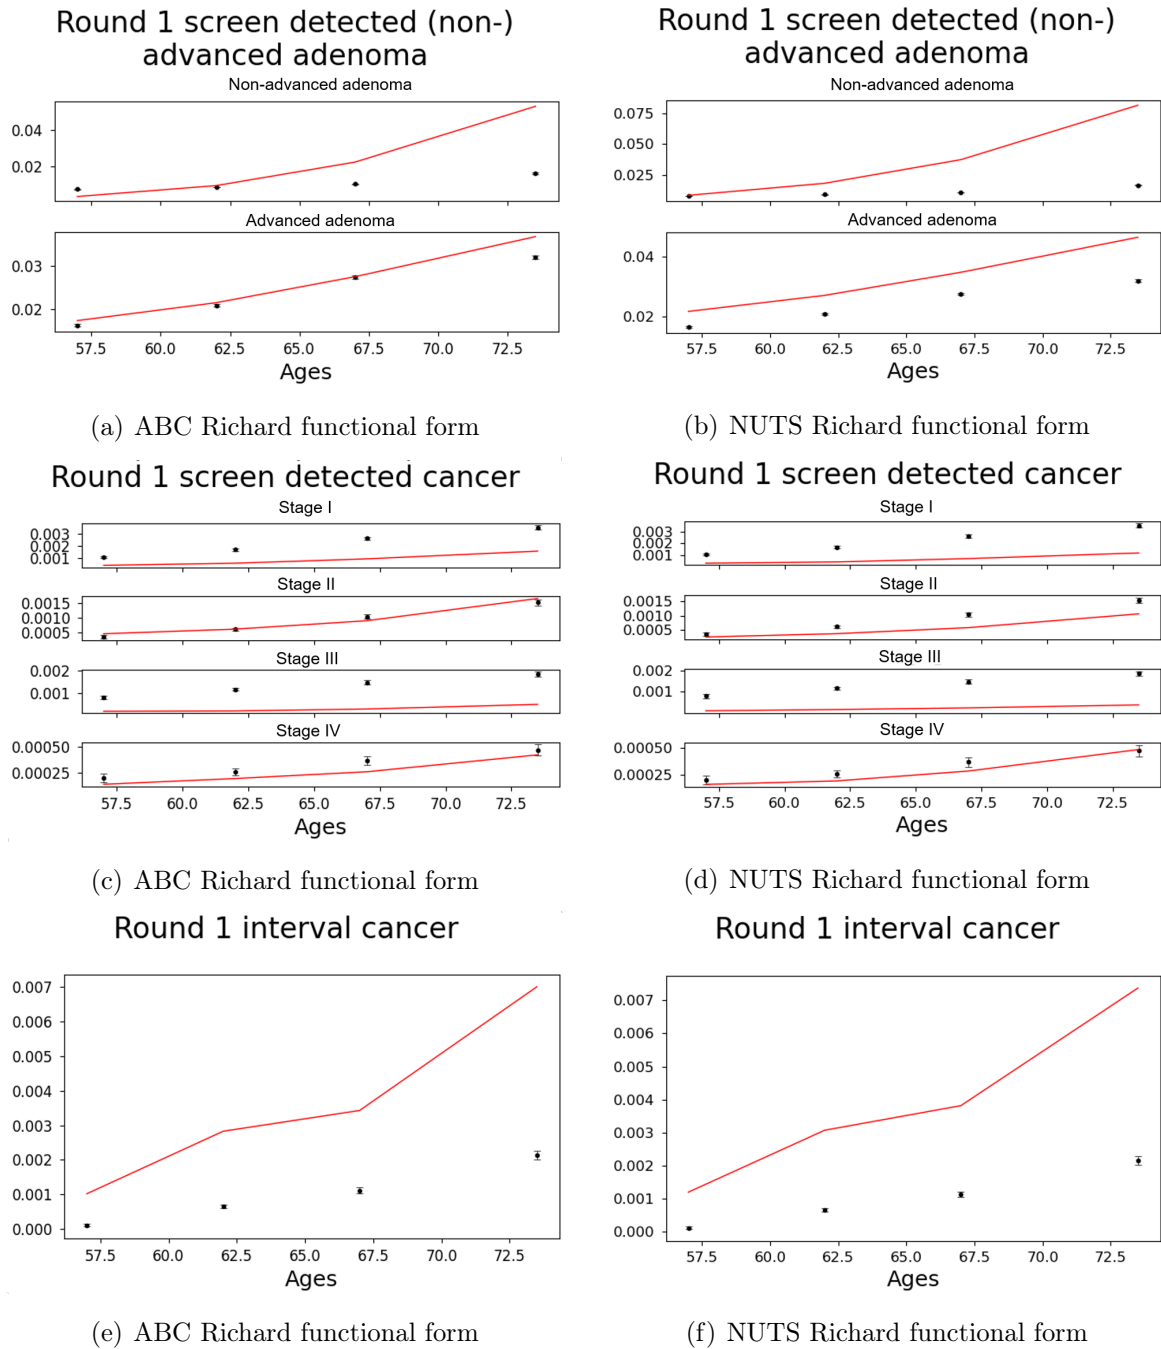 Round 1 screen detected (non-)
advanced adenoma
Non-advanced adenoma
0.04
0.02
Advanced adenoma
0.03
0.02
57.5 60.0 62.5 65.0 67.5 70.0 72.5
Ages
(a) ABC Richard functional form
Round 1 screen detected (non-)
advanced adenoma
Non-advanced adenoma
0.075
0.050
0.025
Advanced adenoma
0.04
0.02
57.5 60.0 62.5 65.0 67.5 70.0 72.5
Ages
(b) NUTS Richard functional form
Round 1 screen detected cancer
Stage I
0.003
0.002
0.001
Stage II
0.0015
0.0010
0.0005
Stage III
0.002
0.001
Stage IV
0.00050
0.00025
57.5 60.0 62.5 65.0 67.5 70.0 72.5
Ages
(c) ABC Richard functional form
Round 1 screen detected cancer
Stage I
0.003
0.002
0.001
Stage II
0.0015
0.0010
0.0005
Stage III
0.002
0.001
Stage IV
0.00050
0.00025
57.5 60.0 62.5 65.0 67.5 70.0 72.5
Ages
(d) NUTS Richard functional form
Round 1 interval cancer
0.007
0.006
0.005
0.004
0.003
0.002
0.001
0.000
57.5 60.0 62.5 65.0 67.5 70.0 72.5
Ages
(e) ABC Richard functional form
Round 1 interval cancer
0.007
0.006
0.005
0.004
0.003
0.002
0.001
0.000
57.5 60.0 62.5 65.0 67.5 70.0 72.5
Ages
(f) NUTS Richard functional form